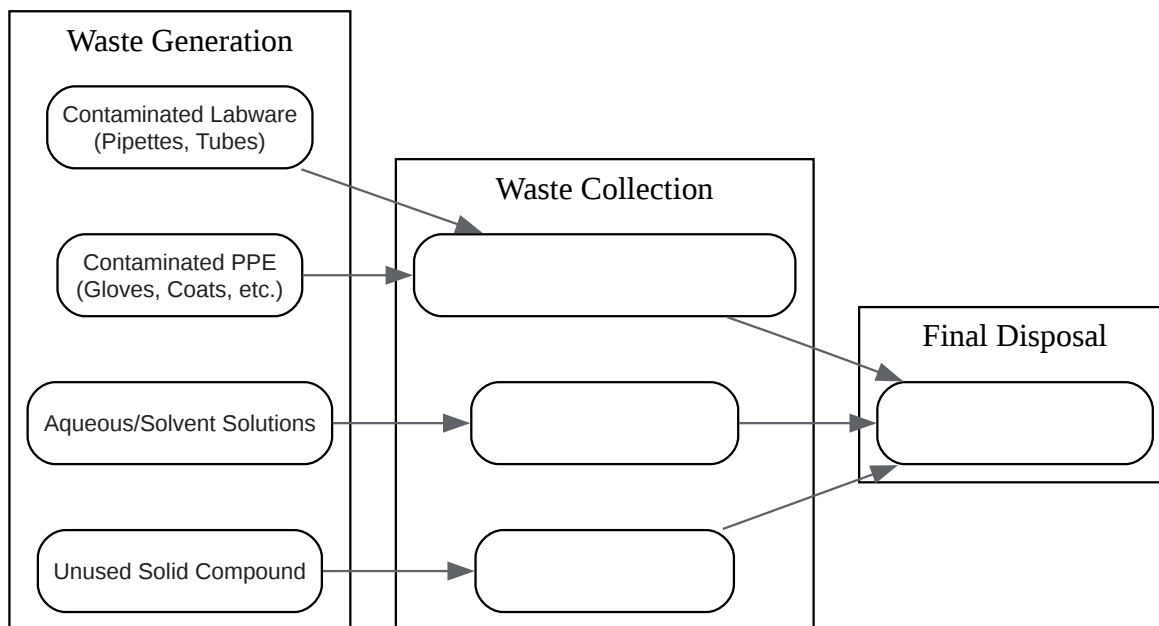 Waste Generation
Contaminated Labware
(Pipettes, Tubes)
Contaminated PPE
(Gloves, Coats, etc.)
Aqueous/Solvent Solutions
Unused Solid Compound
Waste Collection
Final Disposal